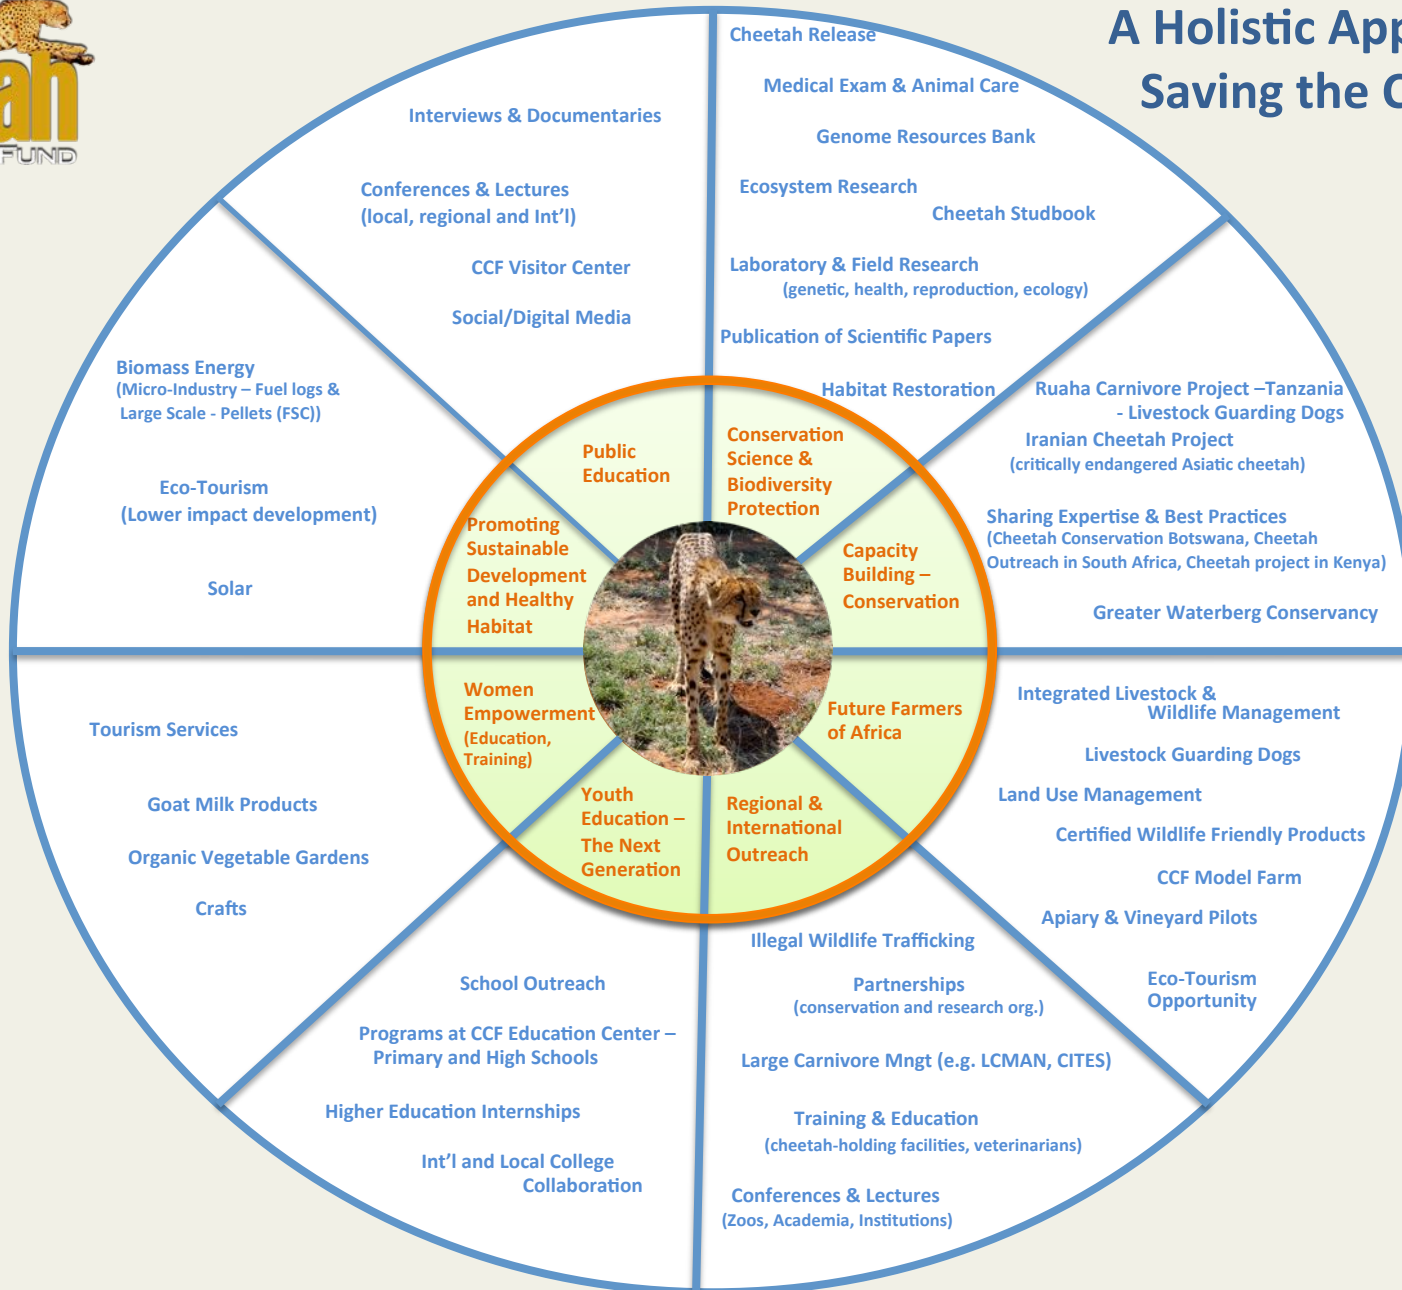 ah
FUND
A Holistic App
Saving the C
Cheetah Release
Medical Exam & Animal Care
Genome Resources Bank
Ecosystem Research
Cheetah Studbook
Laboratory & Field Research
(genetic, health, reproduction, ecology)
Publication of Scientific Papers
Habitat Restoration
Interviews & Documentaries
Conferences & Lectures
(local, regional and Int'l)
CCF Visitor Center
Social/Digital Media
Biomass Energy
(Micro-Industry – Fuel logs &
Large Scale - Pellets (FSC))
Eco-Tourism
(Lower impact development)
Solar
Ruaha Carnivore Project –Tanzania
- Livestock Guarding Dogs
Iranian Cheetah Project
(critically endangered Asiatic cheetah)
Sharing Expertise & Best Practices
(Cheetah Conservation Botswana, Cheetah
Outreach in South Africa, Cheetah project in Kenya)
Greater Waterberg Conservancy
Public
Education
Conservation
Science &
Biodiversity
Protection
Promoting
Sustainable
Development
and Healthy
Habitat
Capacity
Building –
Conservation
Women
Empowerment
(Education,
Training)
Future Farmers
of Africa
Youth
Education –
The Next
Generation
Regional &
International
Outreach
Tourism Services
Goat Milk Products
Organic Vegetable Gardens
Crafts
Integrated Livestock &
Wildlife Management
Livestock Guarding Dogs
Land Use Management
Certified Wildlife Friendly Products
CCF Model Farm
Apiary & Vineyard Pilots
Eco-Tourism
Opportunity
School Outreach
Programs at CCF Education Center –
Primary and High Schools
Higher Education Internships
Int'l and Local College
Collaboration
Illegal Wildlife Trafficking
Partnerships
(conservation and research org.)
Large Carnivore Mngt (e.g. LCMAN, CITES)
Training & Education
(cheetah-holding facilities, veterinarians)
Conferences & Lectures
(Zoos, Academia, Institutions)